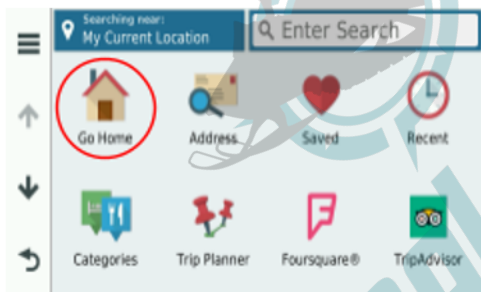 Searching near:
My Current Location
Enter Search
Go Home
Address
Saved
Recent
Categories
Trip Planner
Foursquare®
TripAdvisor